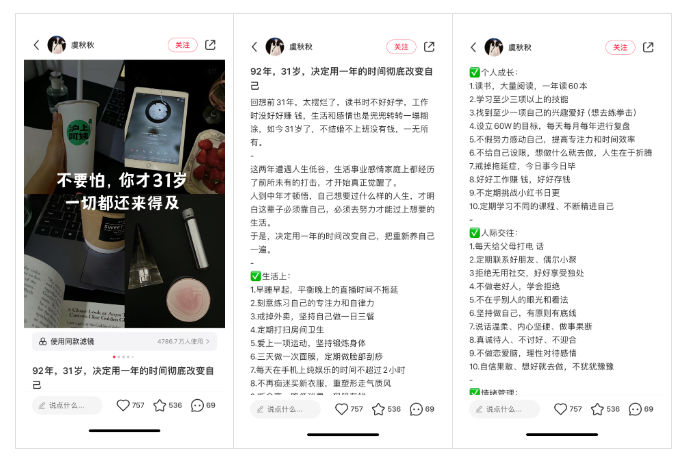 虞秋秋
关注
沪上
阿姨
不要怕，你才31岁
一切都还来得及
COFFEE
使用同款滤镜
4786.7万人使用
92年，31岁，决定用一年的时间彻底改变自
己
说点什么...
757
536
69
虞秋秋
关注
92年，31岁，决定用一年的时间彻底改变自
己
回想前31年，太摆烂了，读书时不好好学，工作
时没好好赚 钱，生活和感情也是兜兜转转一塌糊
涂，如今31岁了，不结婚不上班没存钱，一无所
有。
-
这两年遭遇人生低谷，生活事业感情家庭上都经历
了前所未有的打击，才开始真正觉醒了。
人到中年才顿悟，自己想要过什么样的人生，才明
白这辈子必须靠自己，必须去努力才能过上想要的
生活。
于是，决定用一年的时间改变自己，把重新养自己
一遍。
-
✅生活上：
1.早睡早起，平衡晚上的直播时间不拖延
2.刻意练习自己的专注力和自律力
3.戒掉外卖，坚持自己做一日三餐
4.定期打扫房间卫生
5.爱上一项运动，坚持锻炼身体
6.三天做一次面膜，定期做脸部刮痧
7.每天在手机上纯娱乐的时间不超过2小时
8.不再痴迷买新衣服，重塑形走气质风
说点什么...
757
536
69
虞秋秋
关注
✅个人成长：
1.读书，大量阅读，一年读60本
2.学习至少三项以上的技能
3.找到至少一项自己的兴趣爱好（想去练拳击）
4.设立60W的目标，每天每月每年进行复盘
5.不假努力感动自己，提高专注力和时间效率
6.不给自己设限，想做什么就去做，人生在于折腾
7.戒掉拖延症，今日事今日毕
8.好好工作赚 钱，好好存钱
9.不定期挑战小红书日更
10.定期学习不同的课程、不断精进自己
-
✅人际交往：
1.每天给父母打电 话
2.定期联系好朋友、偶尔小聚
3拒绝无用社交，好好享受独处
4.不做老好人，学会拒绝
5.不在乎别人的眼光和看法
6.坚持做自己，有原则有底线
7.说话温柔、内心坚硬、做事果断
8.真诚待人、不讨好、不迎合
9.不做恋爱脑，理性对待感情
10.自信果敢、想好就去做，不犹犹豫豫
-
✅情绪管理：
说点什么...
757
536
69